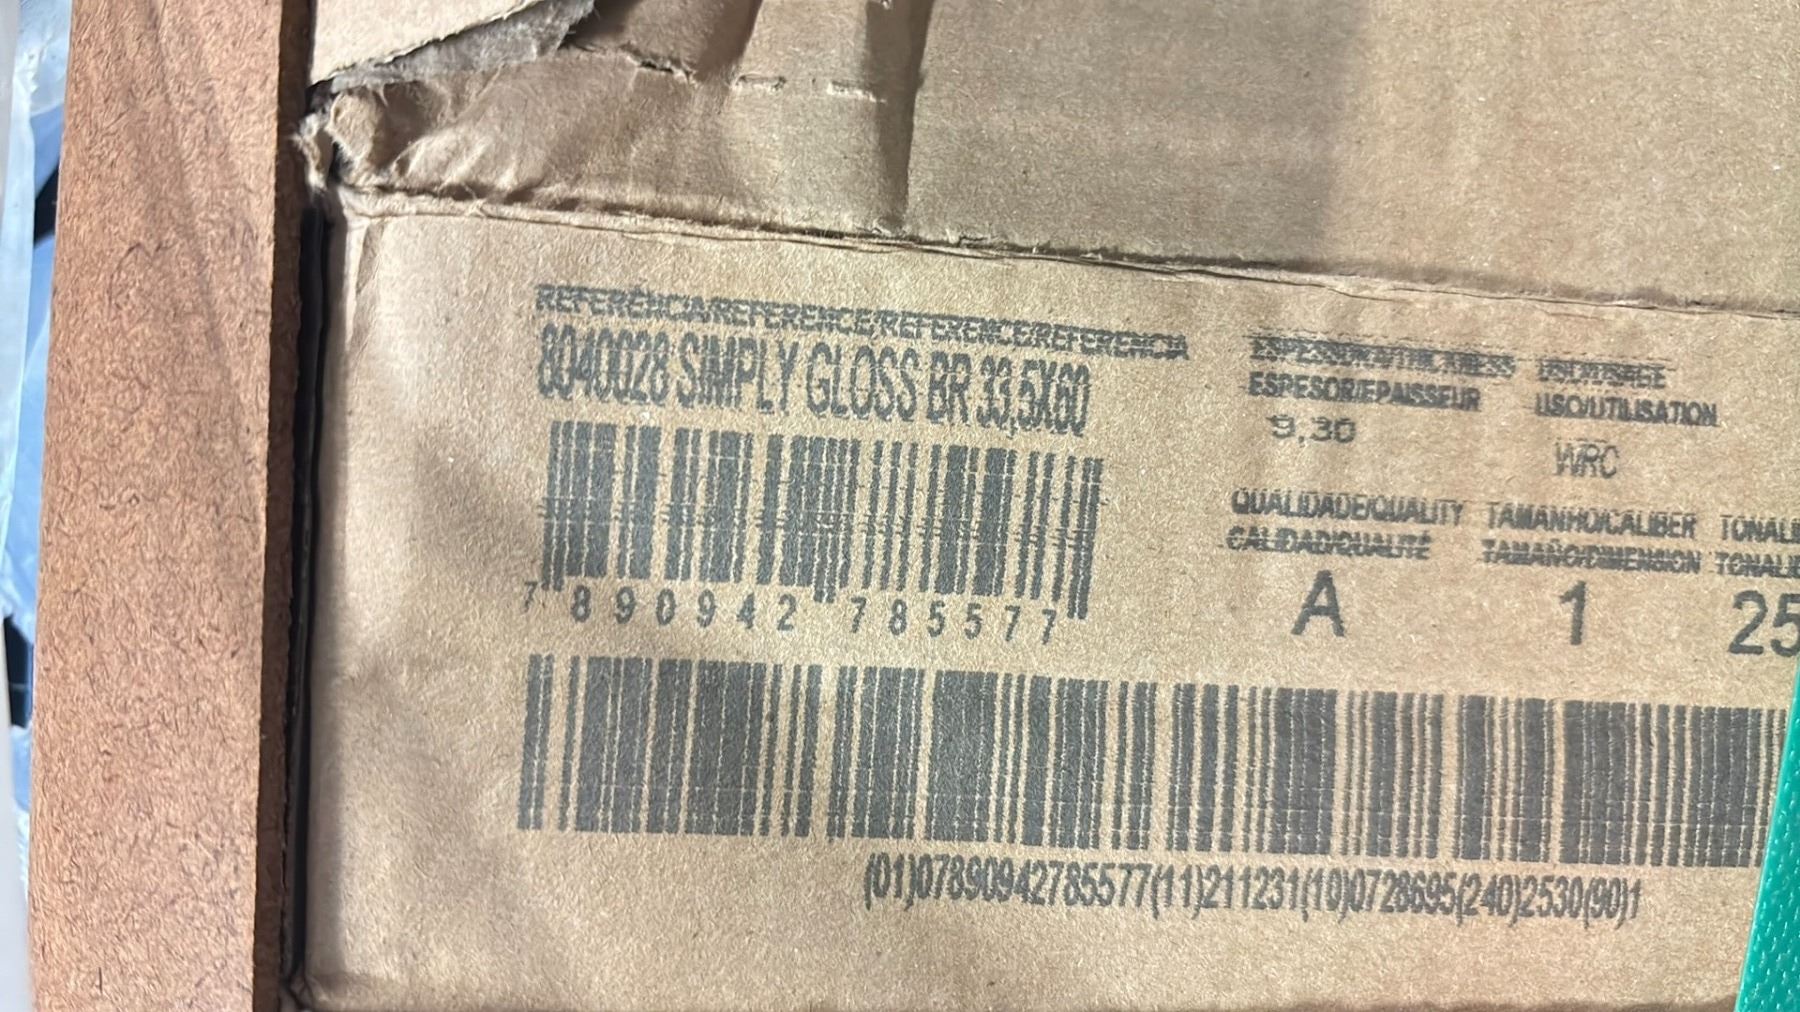 REFERÊNCIA/REFERENCE/REFERENCE/REFERENCIA
8040028 SIMPLY GLOSS BR 33,5X60
7 890942 785577
ESPESSURA/THICKNESS
ESPESOR/EPAISSEUR
9,30
USO/USAGE
USO/UTILISATION
WRC
QUALIDADE/QUALITY
CALIDAD/QUALITÉ
A
TAMANHO/CALIBER
TAMAÑO/DIMENSION
1
TONALI
TONALI
25
(01)07890942785577(11)211231(10)0728695(240)2530(90)1